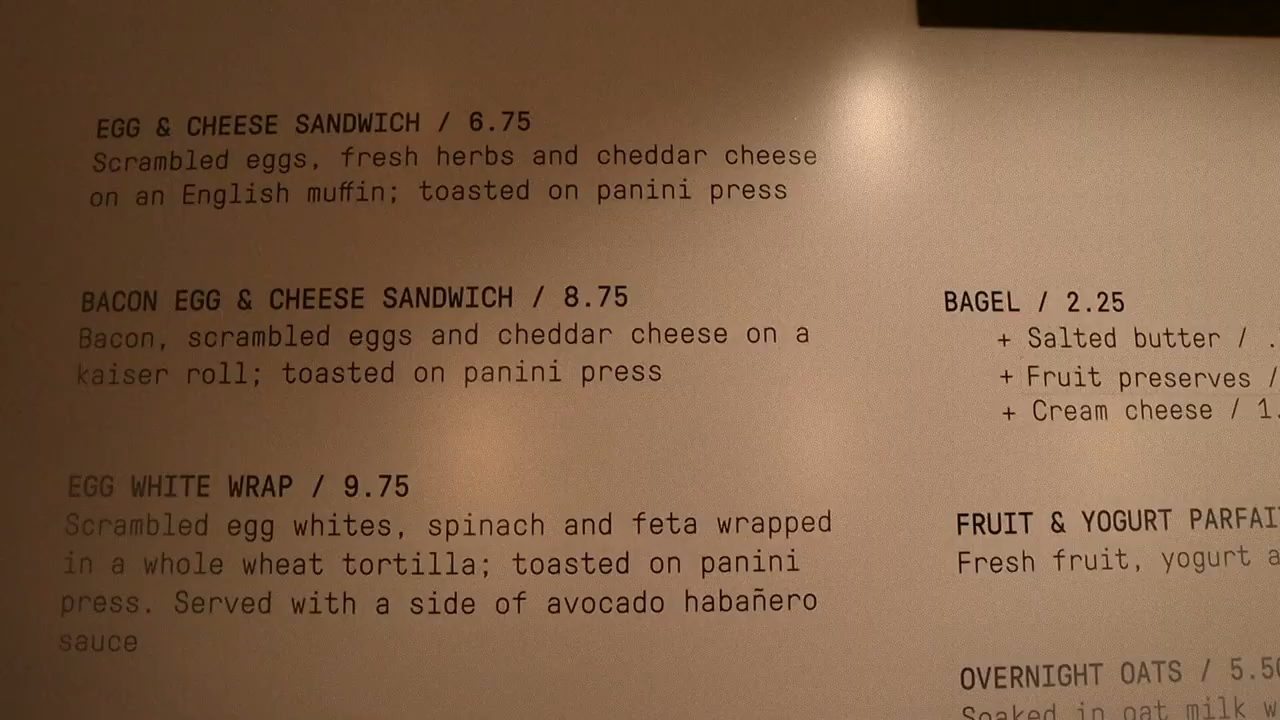 EGG & CHEESE SANDWICH / 6.75
Scrambled eggs, fresh herbs and cheddar cheese
on an English muffin; toasted on panini press
BACON EGG & CHEESE SANDWICH / 8.75
Bacon, scrambled eggs and cheddar cheese on a
kaiser roll; toasted on panini press
EGG WHITE WRAP / 9.75
Scrambled egg whites, spinach and feta wrapped
in a whole wheat tortilla; toasted on panini
press. Served with a side of avocado habañero
sauce
BAGEL / 2.25
+ Salted butter / .
+ Fruit preserves /
+ Cream cheese / 1.
FRUIT & YOGURT PARFAI
Fresh fruit, yogurt a
OVERNIGHT OATS / 5.50
Soaked in oat milk w